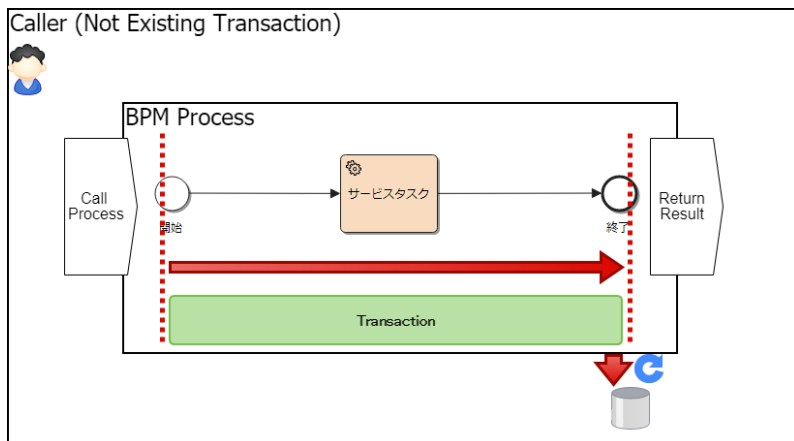 Caller (Not Existing Transaction)
BPM Process
Call
Process
サービスタスク
Return
Result
開始
終了
Transaction